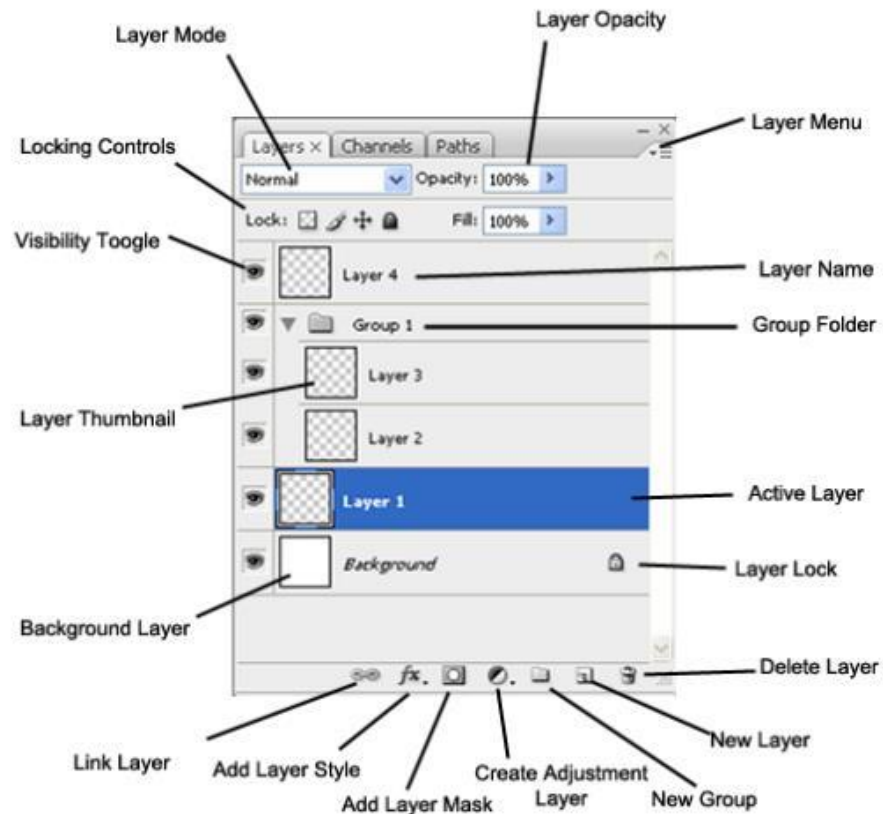 Layer Mode
Layer Opacity
Locking Controls
Layer Menu
Layers × Channels Paths
Normal Opacity: 100%
Lock: Fill: 100%
Visibility Toogle
Layer 4
Layer Name
Group 1
Group Folder
Layer 3
Layer Thumbnail
Layer 2
Layer 1
Active Layer
Background
Layer Lock
Background Layer
fx.
Delete Layer
New Layer
Link Layer
Add Layer Style
Create Adjustment
Layer
Add Layer Mask
New Group